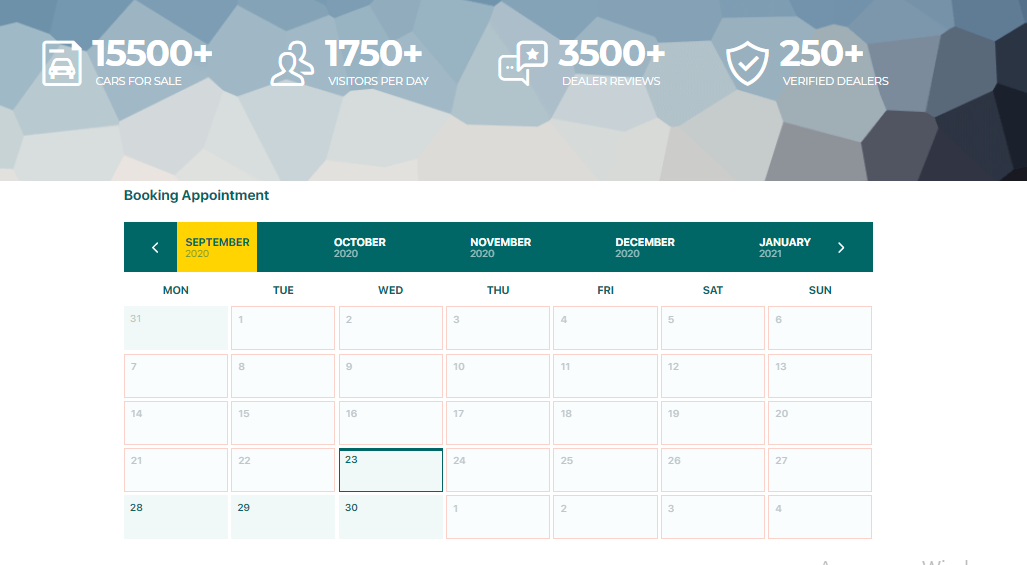 15500+ 1750+ 3500+ 250+
CARS FOR SALE VISITORS PER DAY DEALER REVIEWS VERIFIED DEALERS
Booking Appointment
SEPTEMBER OCTOBER NOVEMBER DECEMBER JANUARY
2020 2020 2020 2020 2021
MON TUE WED THU FRI SAT SUN
31 1 2 3 4 5 6
7 8 9 10 11 12 13
14 15 16 17 18 19 20
21 22 23 24 25 26 27
28 29 30 1 2 3 4